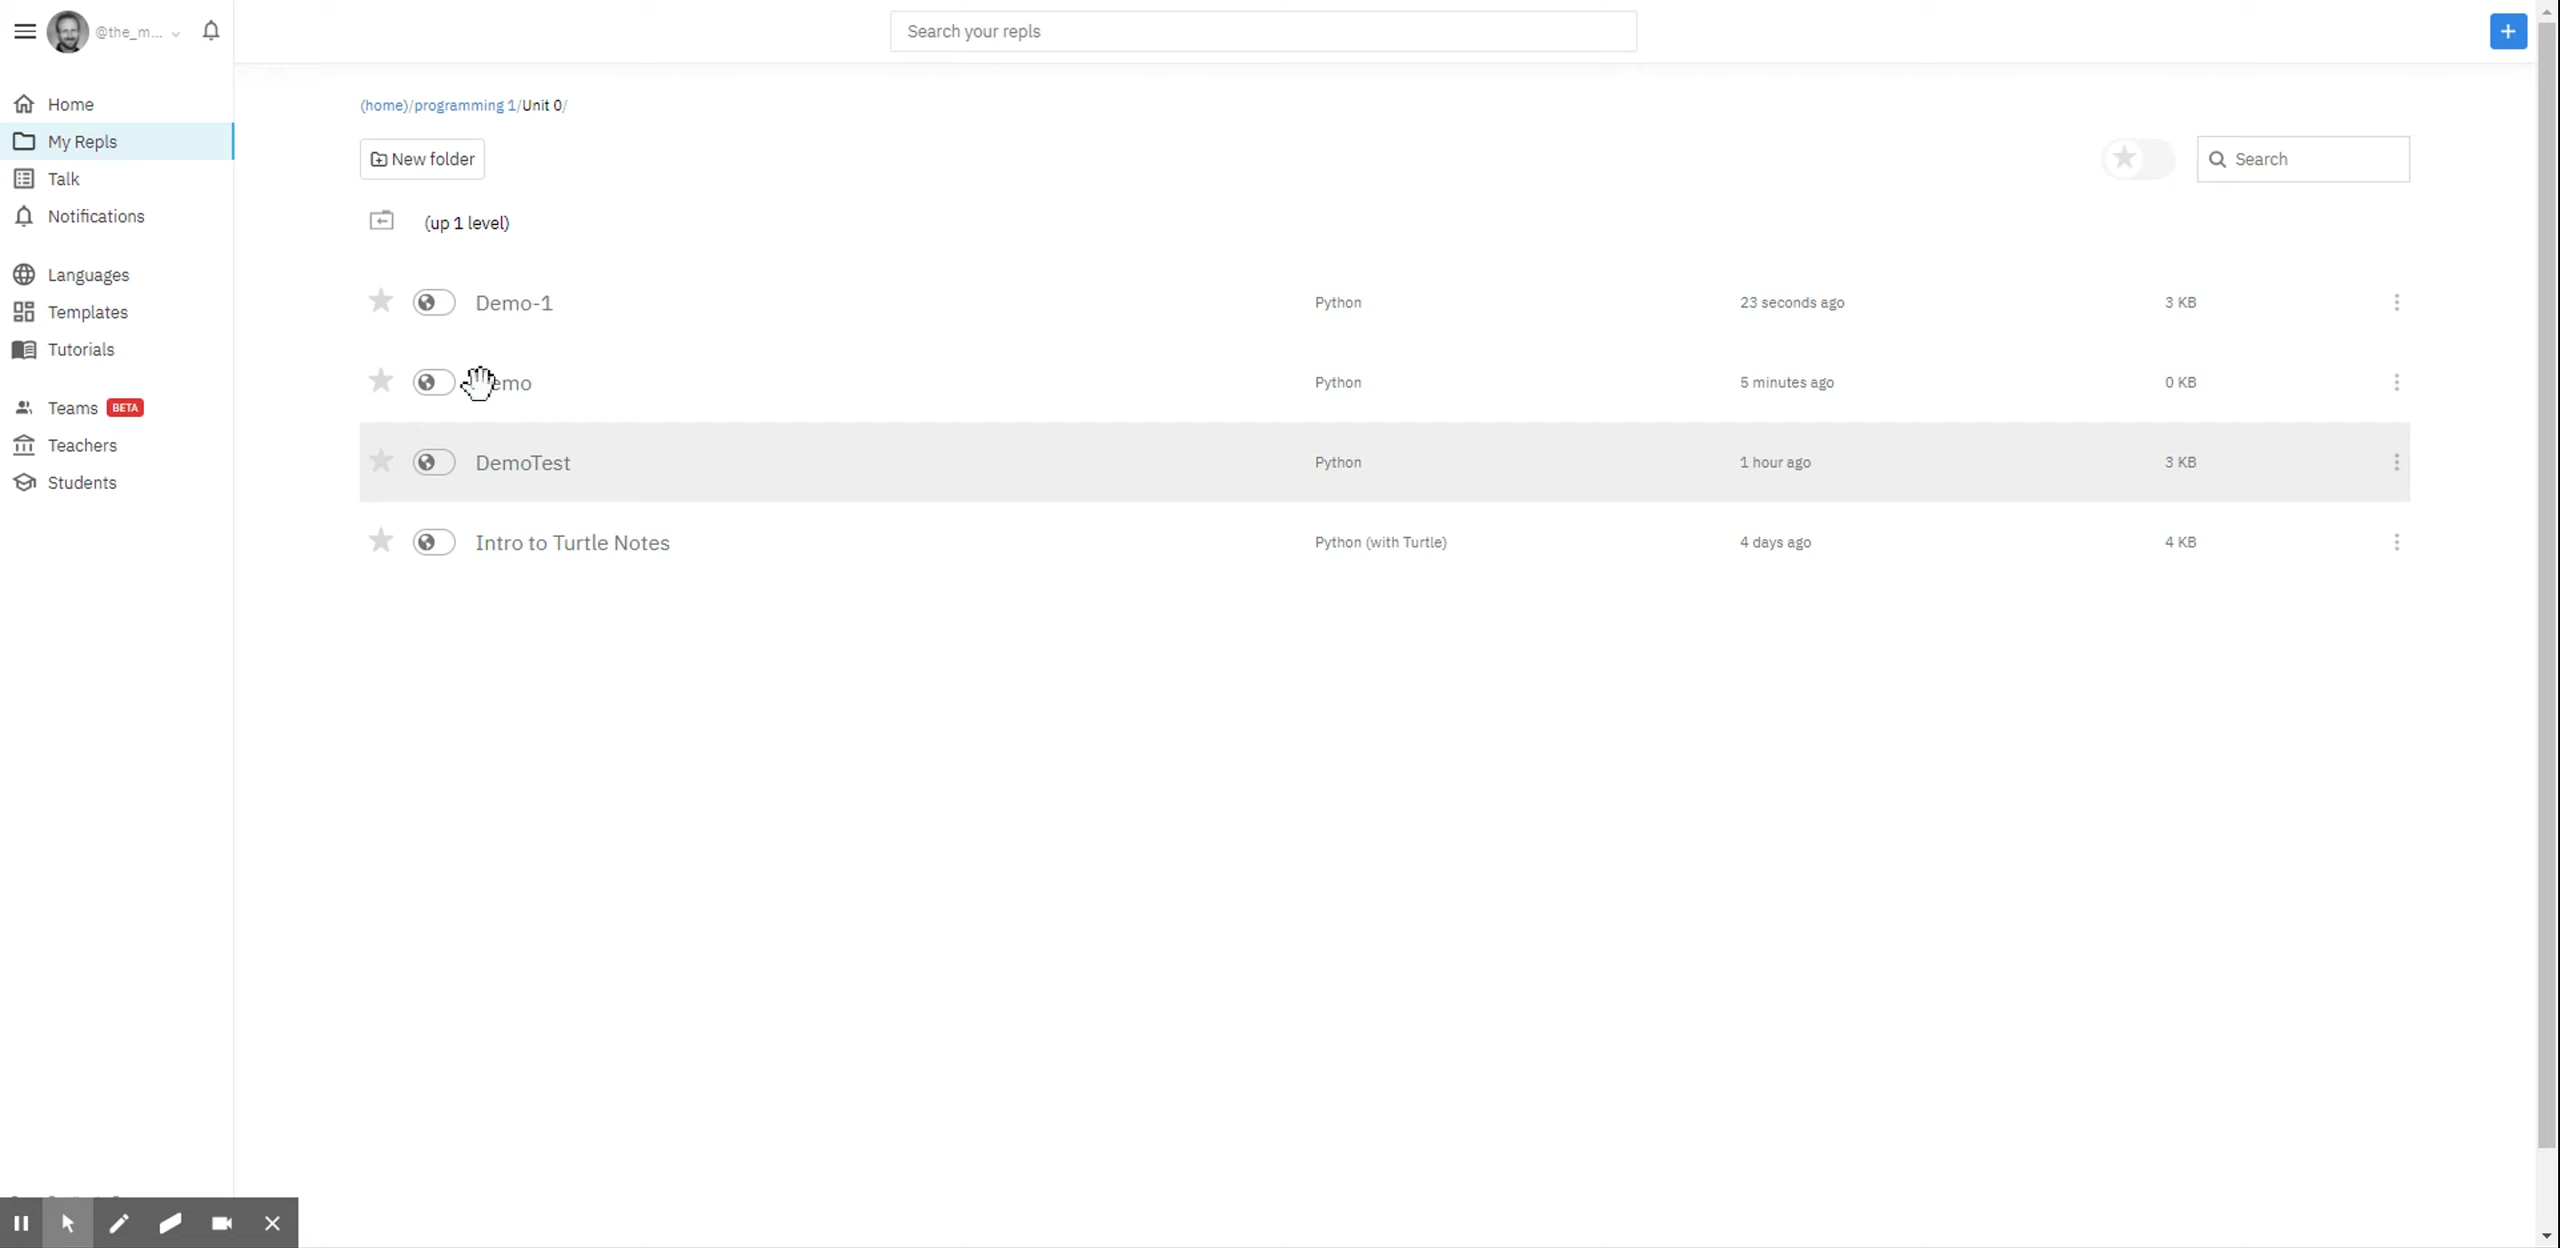 @the_m...
Search your repls
Home
My Repls
Talk
Notifications
Languages
Templates
Tutorials
Teams BETA
Teachers
Students
(home)/programming 1/Unit 0/
New folder
Search
(up 1 level)
Demo-1 Python 23 seconds ago 3 KB
emo Python 5 minutes ago 0 KB
DemoTest Python 1 hour ago 3 KB
Intro to Turtle Notes Python (with Turtle) 4 days ago 4 KB